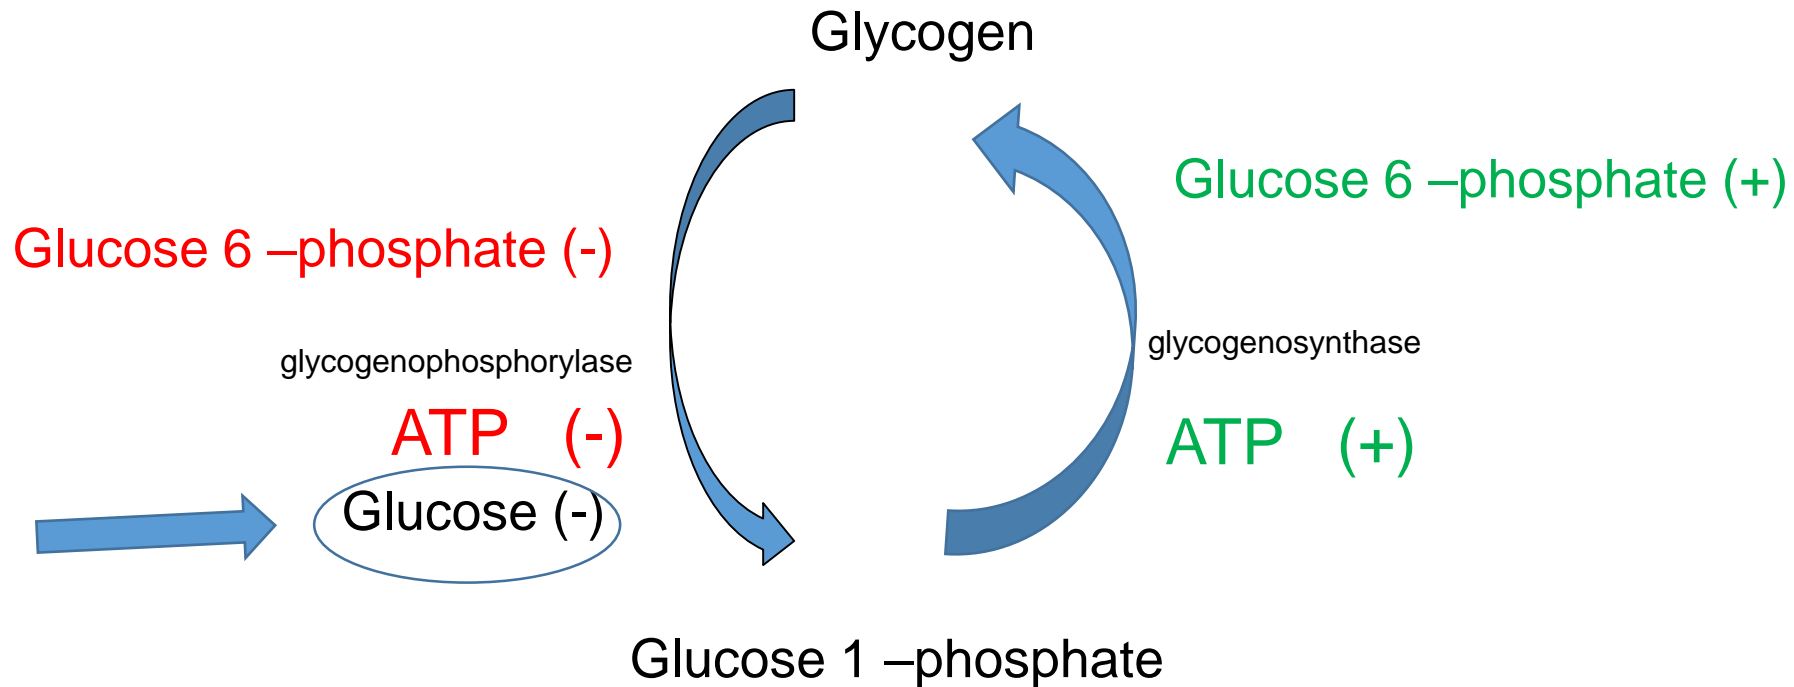 Glycogen
Glucose 6 –phosphate (+)
Glucose 6 –phosphate (-)
glycogenosynthase
glycogenophosphorylase
ATP (-)
ATP (+)
Glucose (-)
Glucose 1 –phosphate